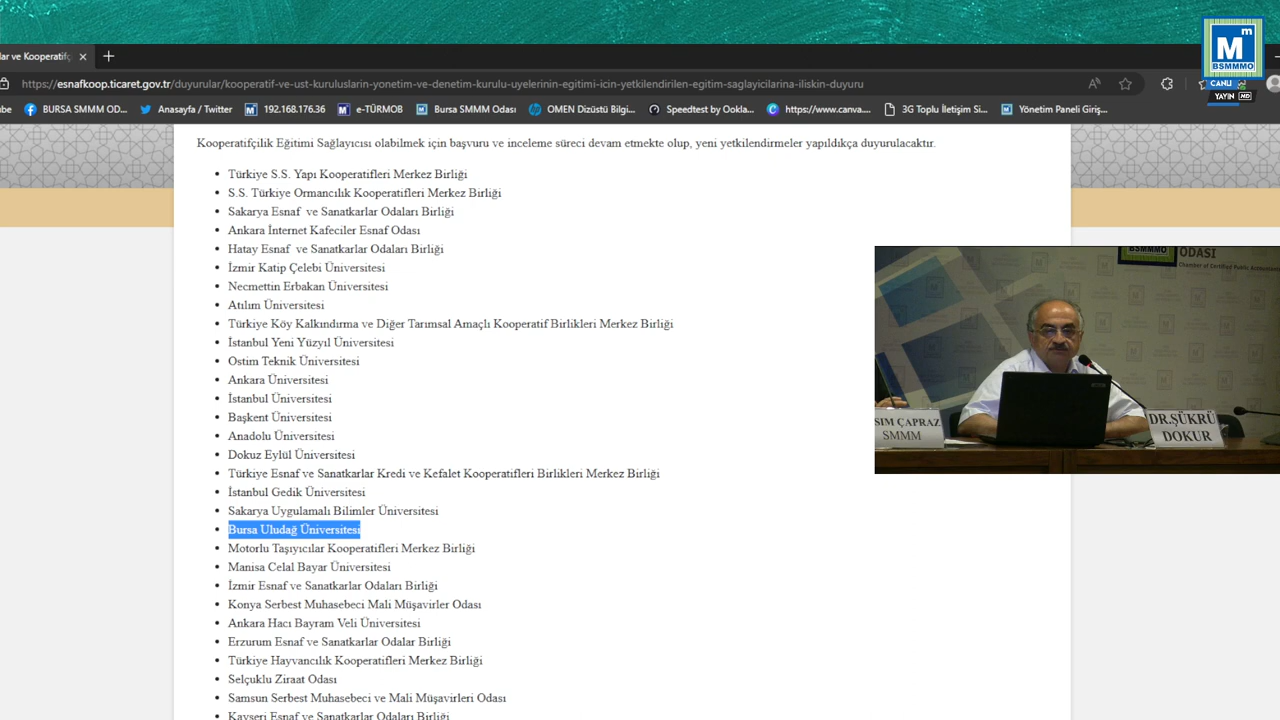 M m
BSMMMO
CANLI
YAYIN HD
lar ve Kooperatifç
https://esnafkoop.ticaret.gov.tr/duyurular/kooperatif-ve-ust-kuruluslarin-yonetim-ve-denetim-kurulu-uyelerinin-egitimi-icin-yetkilendirilen-egitim-saglayicilarina-iliskin-duyuru
be BURSA SMMM OD... Anasayfa / Twitter 192.168.176.36 e-TÜRMOB Bursa SMMM Odası OMEN Dizüstü Bilgi... Speedtest by Ookla... https://www.canva.... 3G Toplu İletişim Si... Yönetim Paneli Giriş...
Kooperatifçilik Eğitimi Sağlayıcısı olabilmek için başvuru ve inceleme süreci devam etmekte olup, yeni yetkilendirmeler yapıldıkça duyurulacaktır.
Türkiye S.S. Yapı Kooperatifleri Merkez Birliği
S.S. Türkiye Ormancılık Kooperatifleri Merkez Birliği
Sakarya Esnaf ve Sanatkarlar Odaları Birliği
Ankara İnternet Kafeciler Esnaf Odası
Hatay Esnaf ve Sanatkarlar Odaları Birliği
İzmir Katip Çelebi Üniversitesi
Necmettin Erbakan Üniversitesi
Atılım Üniversitesi
Türkiye Köy Kalkındırma ve Diğer Tarımsal Amaçlı Kooperatif Birlikleri Merkez Birliği
İstanbul Yeni Yüzyıl Üniversitesi
Ostim Teknik Üniversitesi
Ankara Üniversitesi
İstanbul Üniversitesi
Başkent Üniversitesi
Anadolu Üniversitesi
Dokuz Eylül Üniversitesi
Türkiye Esnaf ve Sanatkarlar Kredi ve Kefalet Kooperatifleri Birlikleri Merkez Birliği
İstanbul Gedik Üniversitesi
Sakarya Uygulamalı Bilimler Üniversitesi
Bursa Uludağ Üniversitesi
Motorlu Taşıyıcılar Kooperatifleri Merkez Birliği
Manisa Celal Bayar Üniversitesi
İzmir Esnaf ve Sanatkarlar Odaları Birliği
Konya Serbest Muhasebeci Mali Müşavirler Odası
Ankara Hacı Bayram Veli Üniversitesi
Erzurum Esnaf ve Sanatkarlar Odalar Birliği
Türkiye Hayvancılık Kooperatifleri Merkez Birliği
Selçuklu Ziraat Odası
Samsun Serbest Muhasebeci ve Mali Müşavirleri Odası
Kayseri Esnaf ve Sanatkarlar Odaları Birliği
BSMMMO
ODASI
Chamber of Certified Public Accountants
SIM ÇAPRAZ
SMMM
DR.ŞÜKRÜ
DOKUR